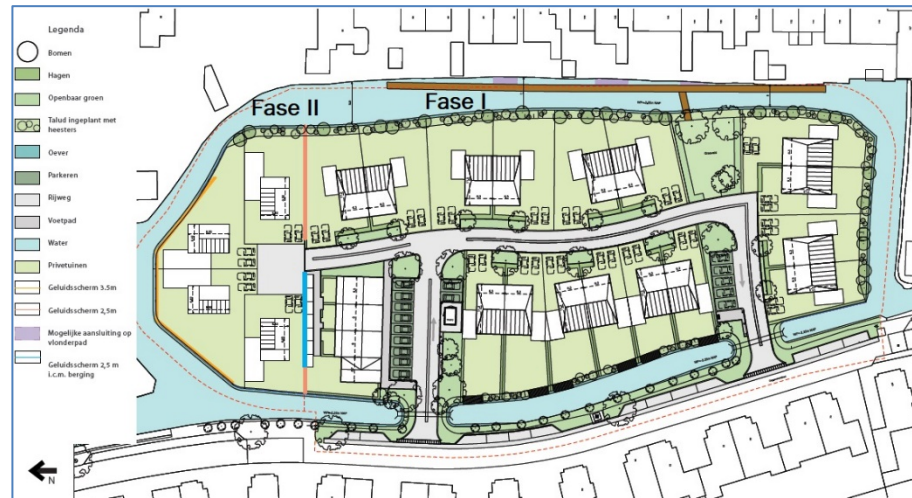 Legenda
Bomen
Hagen
Openbaar groen
Talud ingeplant met
heesters
Oever
Parkeren
Rijweg
Voetpad
Water
Privetuinen
Geluidsscherm 3.5m
Geluidsscherm 2,5m
Mogelijke aansluiting op
vlonderpad
Geluidsscherm 2,5 m
i.c.m. berging
N
Fase II
Fase I